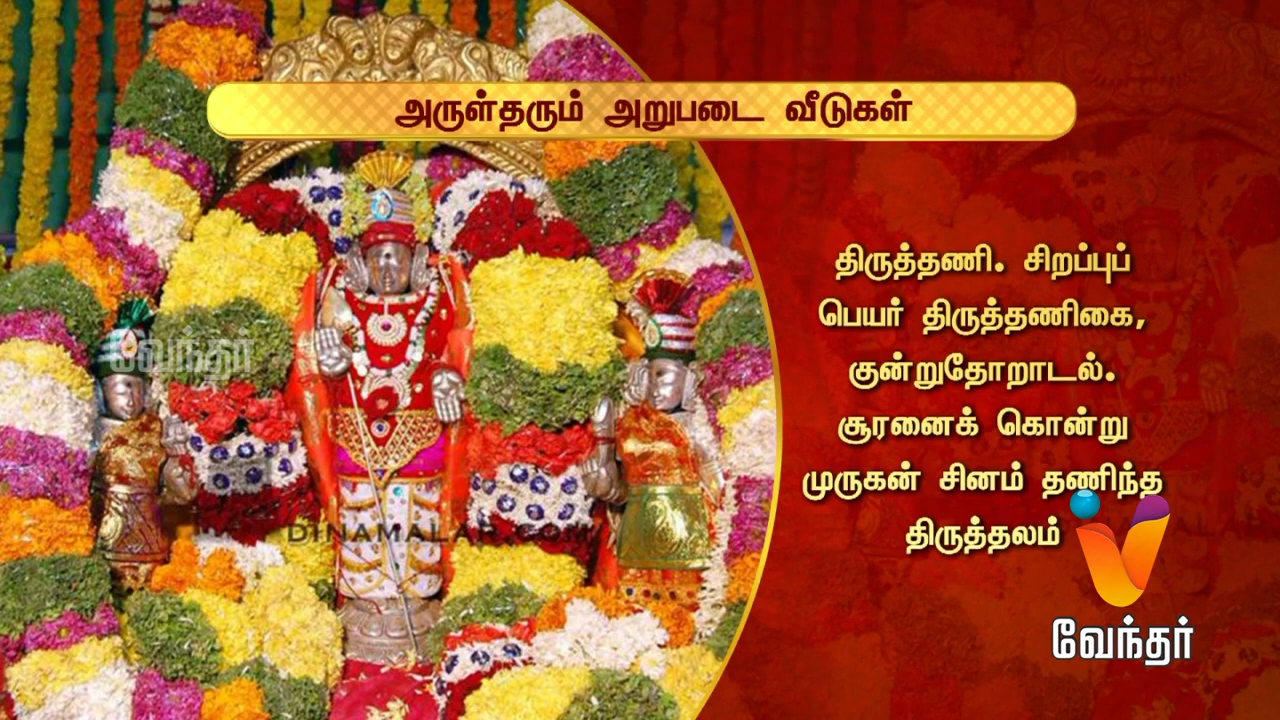 அருள்தரும் அறுபடை வீடுகள்
திருத்தணி. சிறப்புப்
பெயர் திருத்தணிகை,
குன்றுதோறாடல்.
சூரனைக் கொன்று
முருகன் சினம் தணிந்த
திருத்தலம்
வேந்தர்
வேந்தர்
DINAMALAR.COM